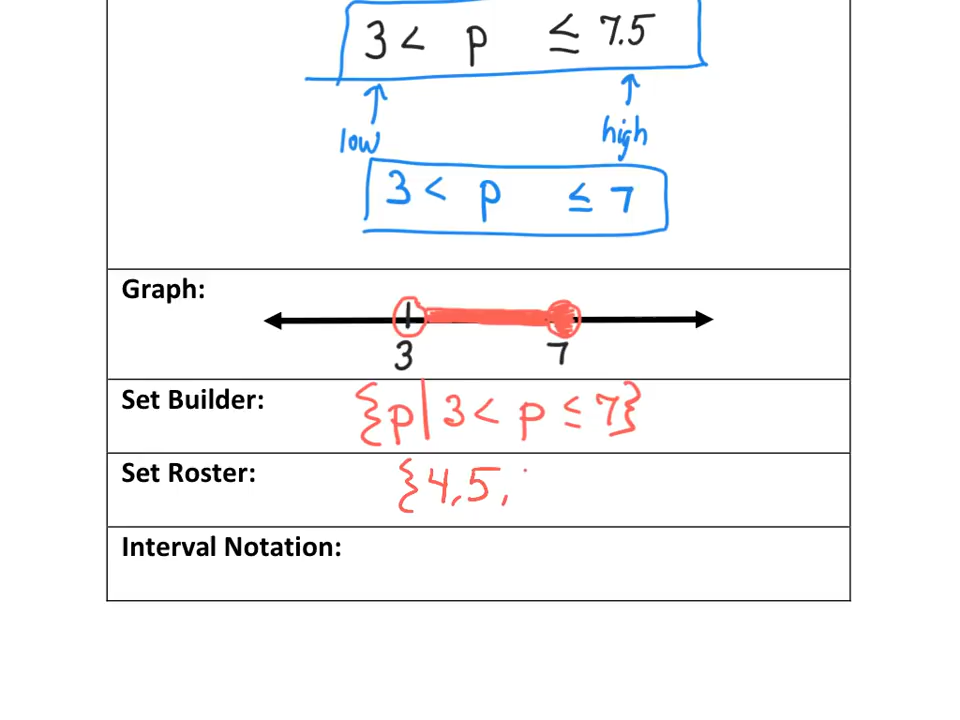 3 < p ≤ 7.5
low high
3 < p ≤ 7
Graph:
3 7
Set Builder: {p| 3 < p ≤ 7}
Set Roster: {4,5,
Interval Notation: